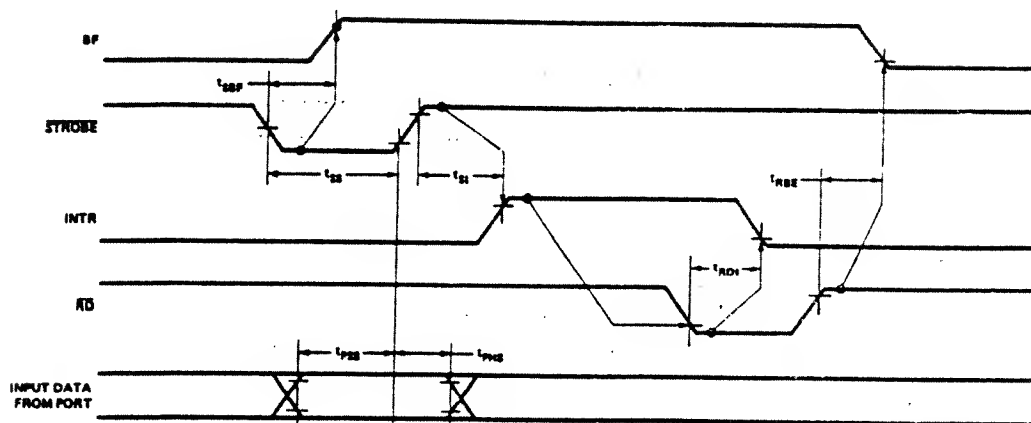 BF
tSBF
STROBE
tSS
tSI
tRBE
INTR
tRDI
RD
tPSS
tPHS
INPUT DATA
FROM PORT